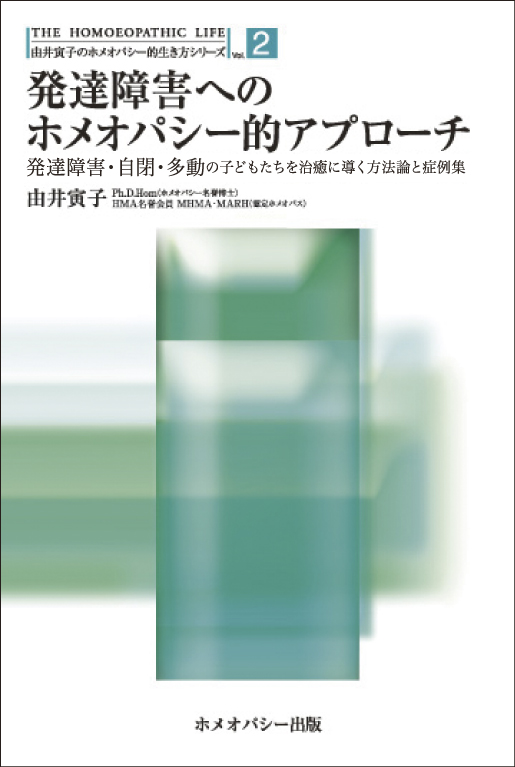 THE HOMOEOPATHIC LIFE
由井寅子のホメオパシー的生き方シリーズ Vol. 2
発達障害への
ホメオパシー的アプローチ
発達障害・自閉・多動の子どもたちを治癒に導く方法論と症例集
由井寅子 Ph.D.Hom(ホメオパシー名誉博士)
HMA名誉会員 MHMA・MARH(認定ホメオパス)
ホメオパシー出版